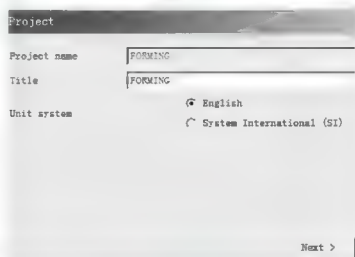 Project
Project name FORMING
Title FORMING
Unit system
English
System International (SI)
Next >